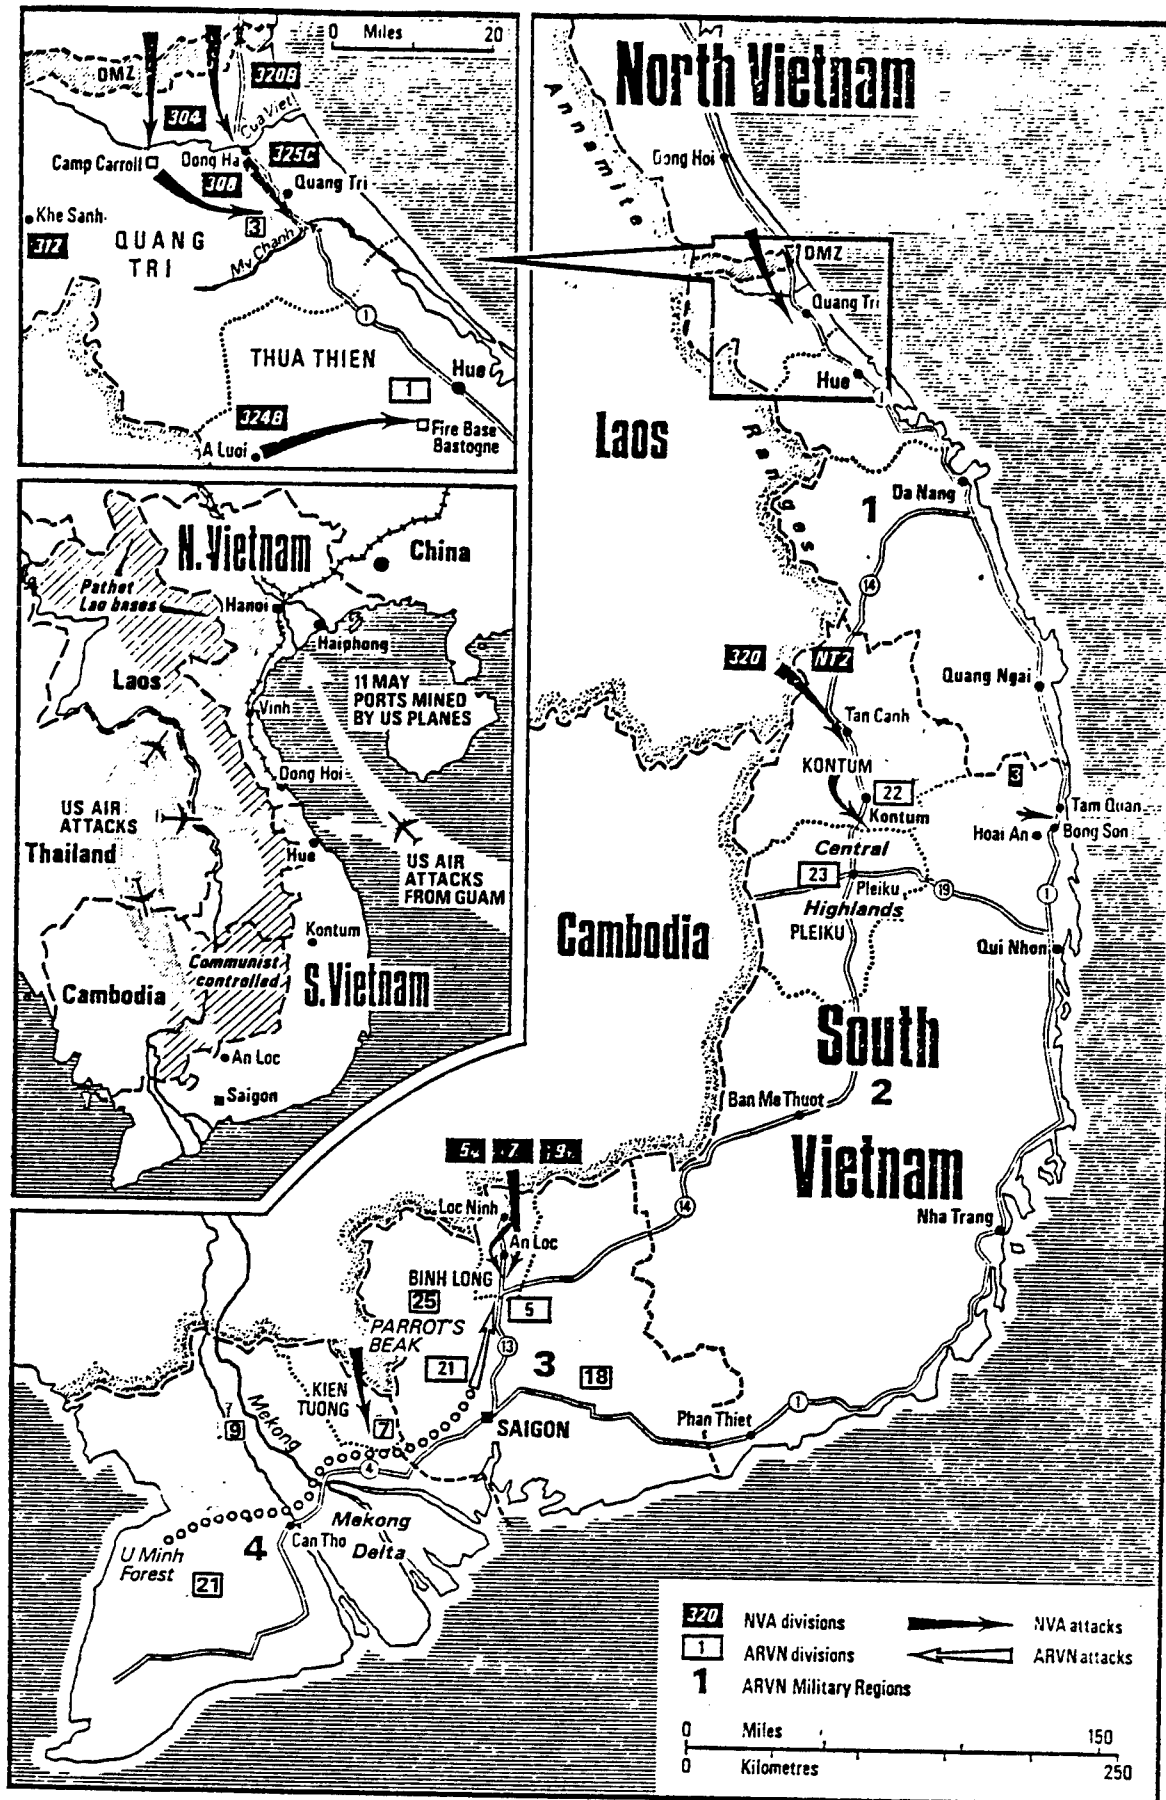 0 Miles 20
DMZ
320B
304
Cua Viet
Camp Carroll
Dong Ha
325C
308
Quang Tri
Khe Sanh
3
312
QUANG
TRI
My Chanh
1
THUA THIEN
Hue
1
324B
Fire Base
Bastogne
A Luoi
N. Vietnam
China
Pathet
Lao bases
Hanoi
Haiphong
Laos
11 MAY
PORTS MINED
BY US PLANES
Vinh
Dong Hoi
US AIR
ATTACKS
Thailand
Hue
US AIR
ATTACKS
FROM GUAM
Kontum
Communist
controlled
S. Vietnam
Cambodia
An Loc
Saigon
North Vietnam
Annamite
Dong Hoi
DMZ
Quang Tri
Hue
1
Laos
Ranges
Da Nang
1
14
320
NT2
Quang Ngai
Tan Canh
KONTUM
3
22
Tam Quan
Kontum
Hoai An
Bong Son
Central
23
Pleiku
19
1
Highlands
PLEIKU
Cambodia
Qui Nhon
South
2
Ban Me Thuot
Vietnam
5
7
9
Loc Ninh
14
Nha Trang
An Loc
BINH LONG
25
5
PARROT'S
BEAK
13
3
21
18
KIEN
TUONG
1
Phan Thiet
9
Mekong
7
SAIGON
4
Mekong
Delta
4
Can Tho
U Minh
Forest
21
320 NVA divisions
NVA attacks
1 ARVN divisions
ARVN attacks
1 ARVN Military Regions
0 Miles 150
0 Kilometres 250